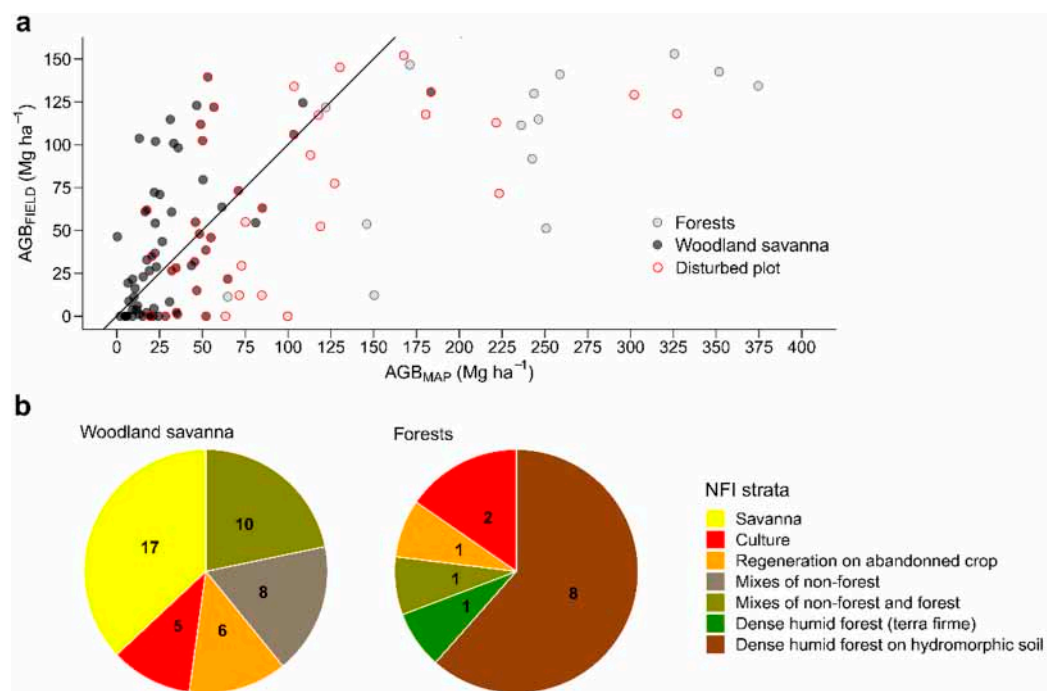 a
150
125
100
75
50
25
0
AGBFIELD (Mg ha⁻¹)
Forests
Woodland savanna
Disturbed plot
0 25 50 75 100 125 150 175 200 225 250 275 300 325 350 375 400
AGBMAP (Mg ha⁻¹)
b
Woodland savanna
Forests
17
10
8
6
5
2
1
1
1
8
NFI strata
Savanna
Culture
Regeneration on abandonned crop
Mixes of non-forest
Mixes of non-forest and forest
Dense humid forest (terra firme)
Dense humid forest on hydromorphic soil